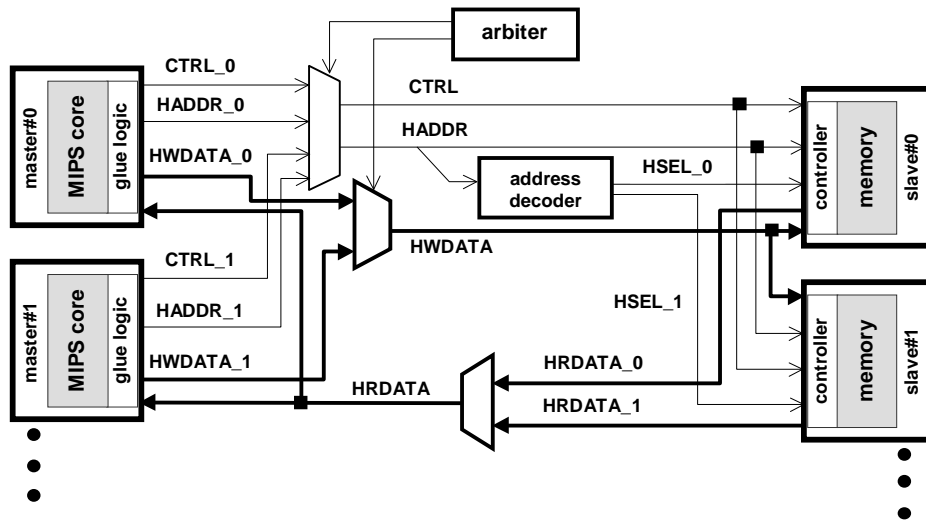 arbiter
CTRL_0
CTRL
HADDR_0
HADDR
HWDATA_0
master#0
MIPS core
glue logic
address
decoder
HSEL_0
controller
memory
slave#0
HWDATA
CTRL_1
HADDR_1
HWDATA_1
master#1
MIPS core
glue logic
HSEL_1
HRDATA_0
HRDATA
HRDATA_1
controller
memory
slave#1